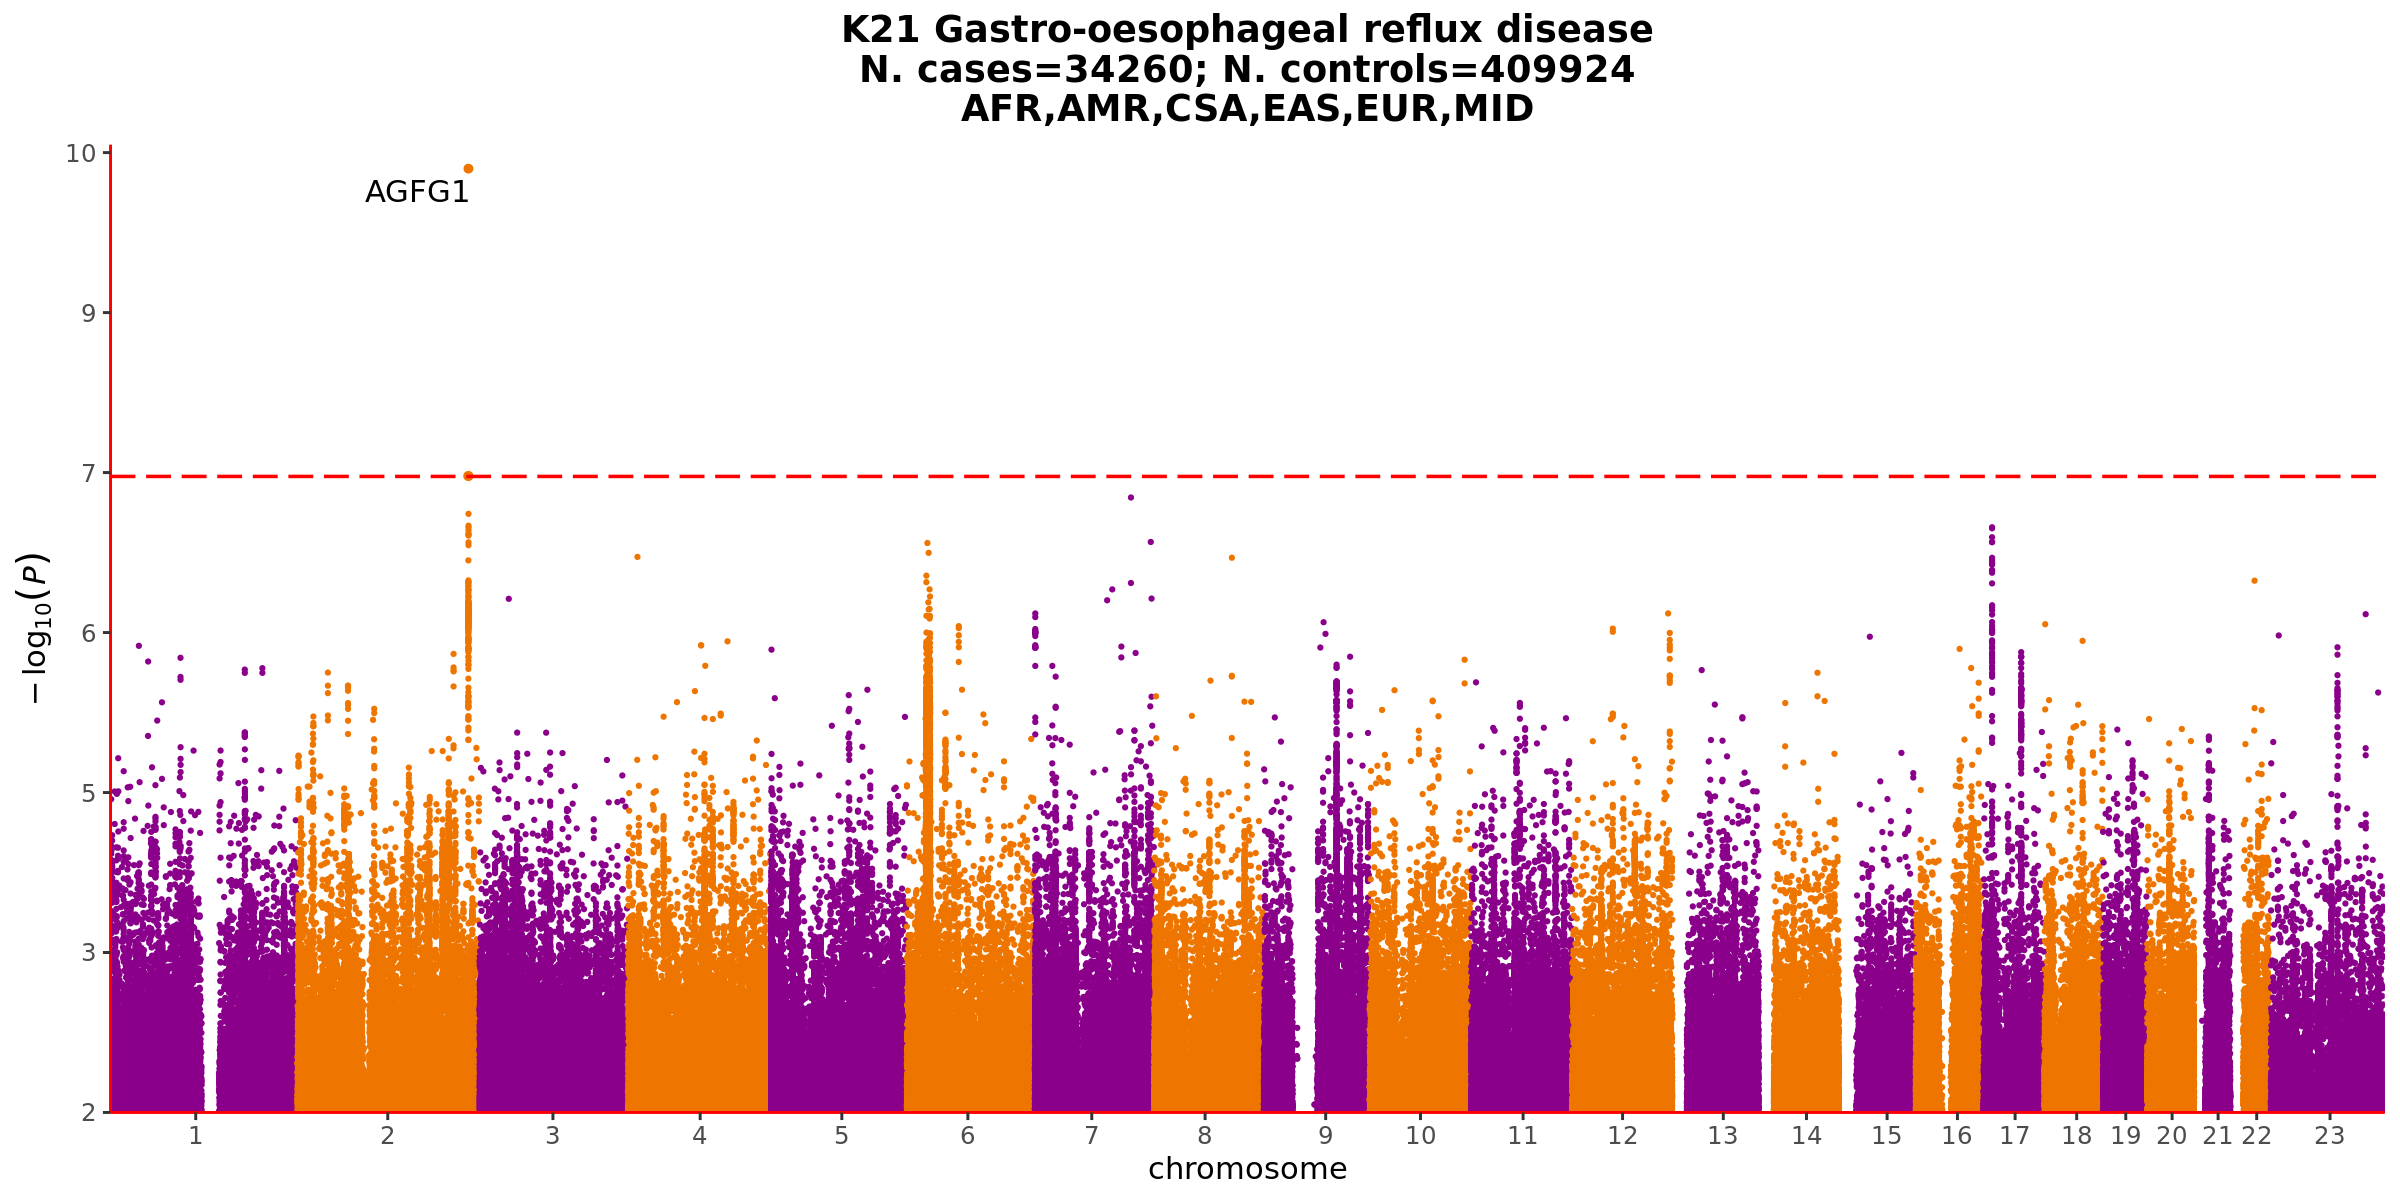 K21 Gastro-oesophageal reflux disease
N. cases=34260; N. controls=409924
AFR,AMR,CSA,EAS,EUR,MID
10
AGFG1
9
7
6
5
3
2
−log₁₀(P)
1 2 3 4 5 6 7 8 9 10 11 12 13 14 15 16 17 18 19 20 21 22 23
chromosome